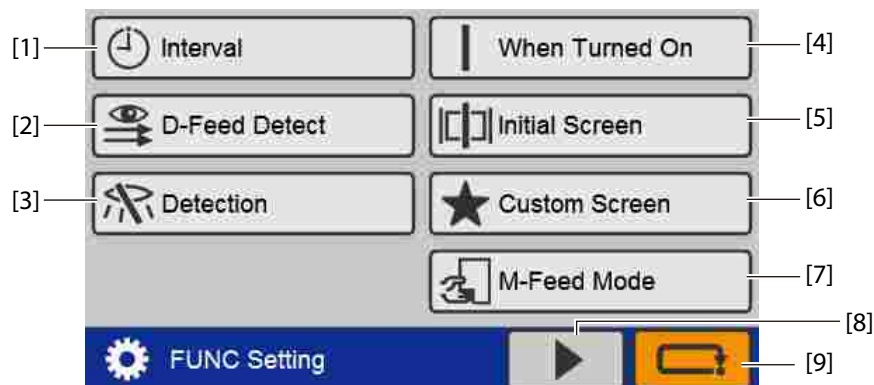 [1] Interval When Turned On [4]
[2] D-Feed Detect Initial Screen [5]
[3] Detection Custom Screen [6]
M-Feed Mode [7]
[8]
FUNC Setting [9]